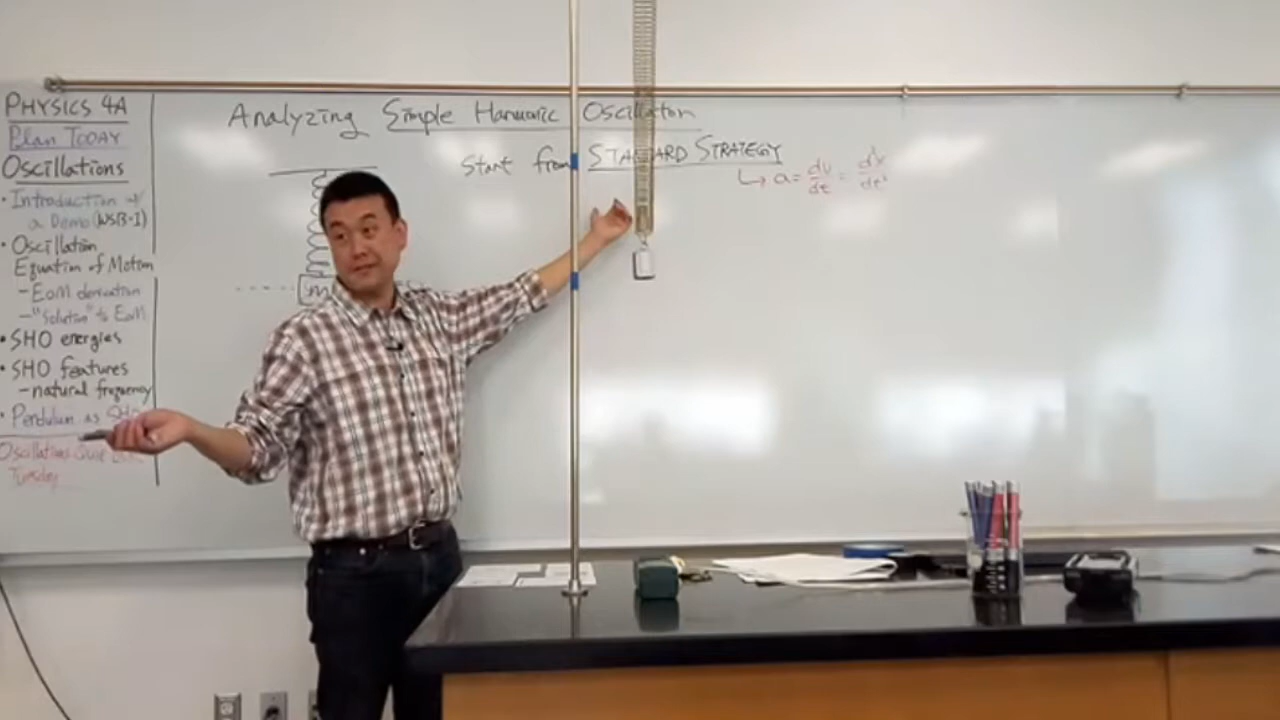 PHYSICS 4A
Plan TODAY
Oscillations
• Introduction w/
a Demo (WS13-1)
• Oscillation
Equation of Motion
- EoM derivation
- "Solution" to EoM
• SHO energies
• SHO features
- natural frequency
• Pendulum as SHO
Oscillations Quiz
Tuesday
Analyzing Simple Harmonic Oscillation
Start from STANDARD STRATEGY
↳ a = dv/dt = d²x/dt²
m